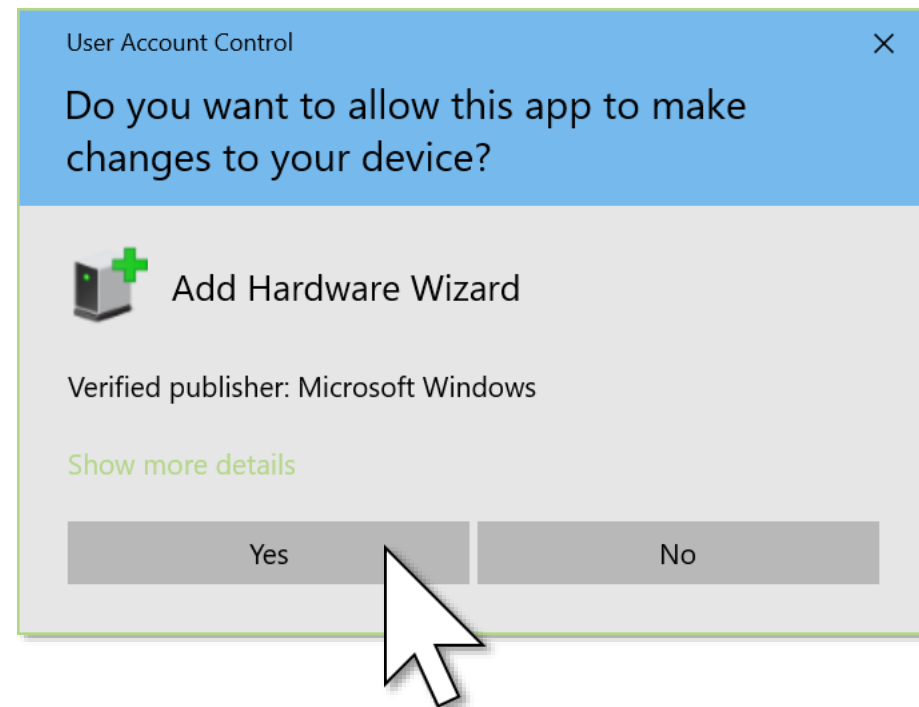 User Account Control
Do you want to allow this app to make
changes to your device?
Add Hardware Wizard
Verified publisher: Microsoft Windows
Show more details
Yes
No